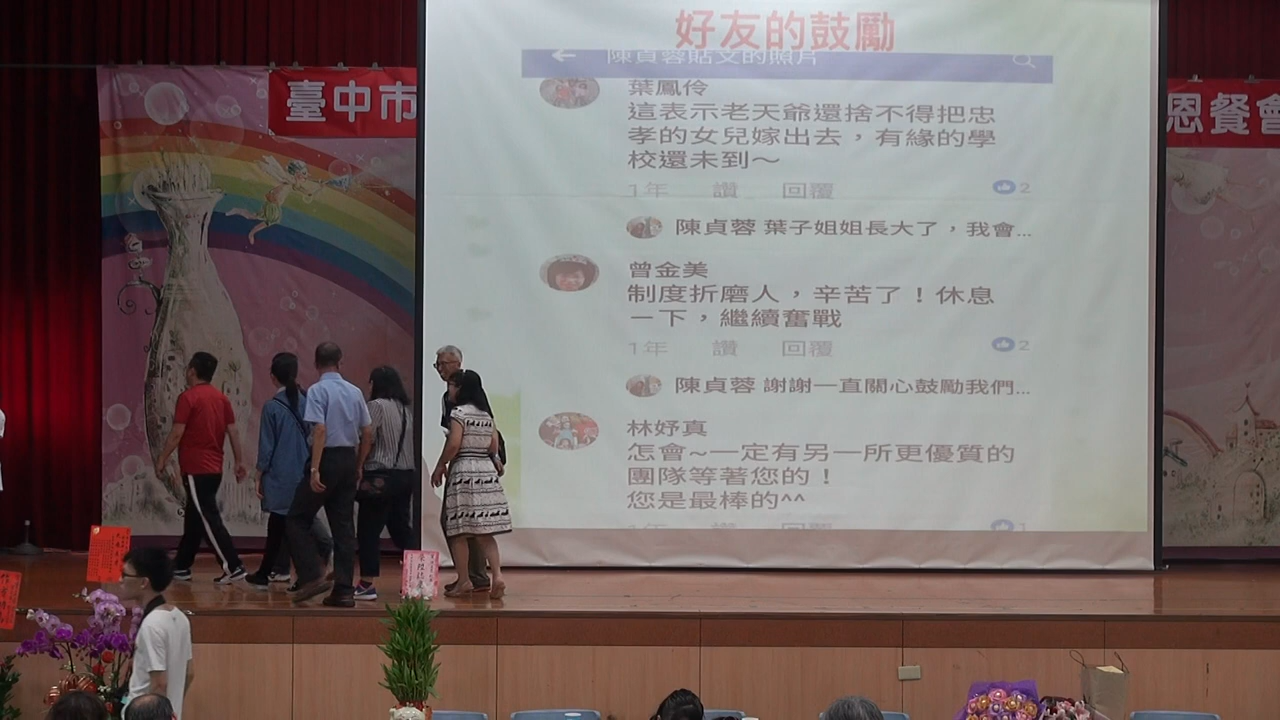 好友的鼓勵
陳貞蓉貼文的照片
臺中市
恩餐會
葉鳳伶
這表示老天爺還捨不得把忠
孝的女兒嫁出去，有緣的學
校還未到～
1年 讚 回覆 2
陳貞蓉 葉子姐姐長大了，我會...
曾金美
制度折磨人，辛苦了！休息
一下，繼續奮戰
1年 讚 回覆 2
陳貞蓉 謝謝一直關心鼓勵我們...
林妤真
怎會~一定有另一所更優質的
團隊等著您的！
您是最棒的^^
1年 讚 回覆 1